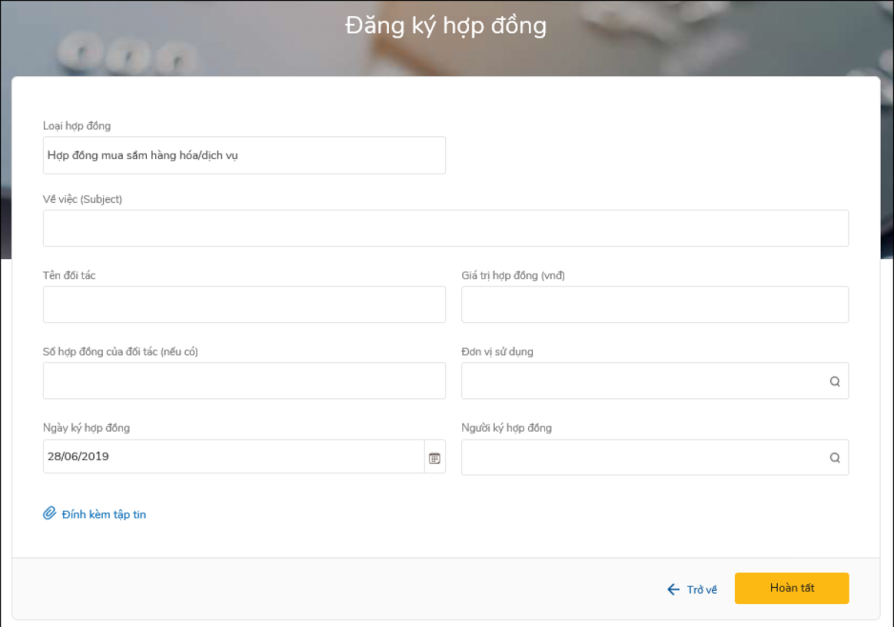 Đăng ký hợp đồng
Loại hợp đồng
Hợp đồng mua sắm hàng hóa/dịch vụ
Về việc (Subject)
Tên đối tác
Giá trị hợp đồng (vnđ)
Số hợp đồng của đối tác (nếu có)
Đơn vị sử dụng
Ngày ký hợp đồng
Người ký hợp đồng
28/06/2019
Đính kèm tập tin
Trở về
Hoàn tất